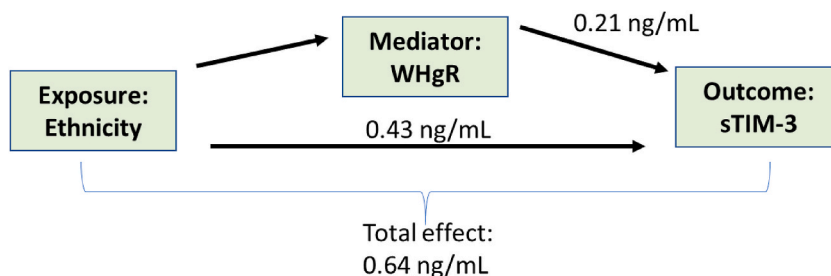 Mediator:
WHgR
0.21 ng/mL
Exposure:
Ethnicity
Outcome:
sTIM-3
0.43 ng/mL
Total effect:
0.64 ng/mL